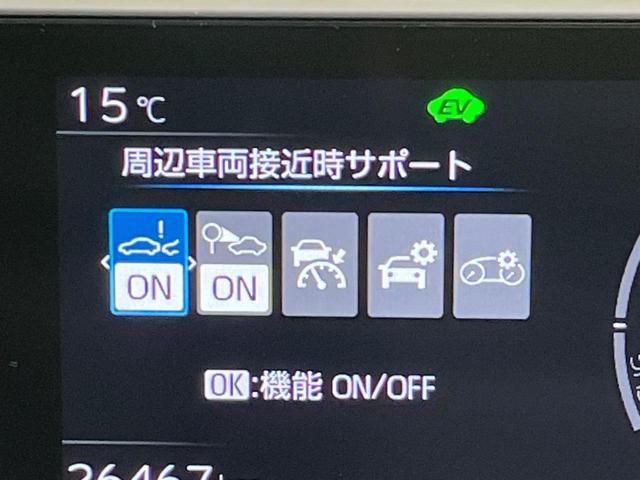 15℃
EV
周辺車両接近時サポート
! ON ON
OK:機能 ON/OFF
26467